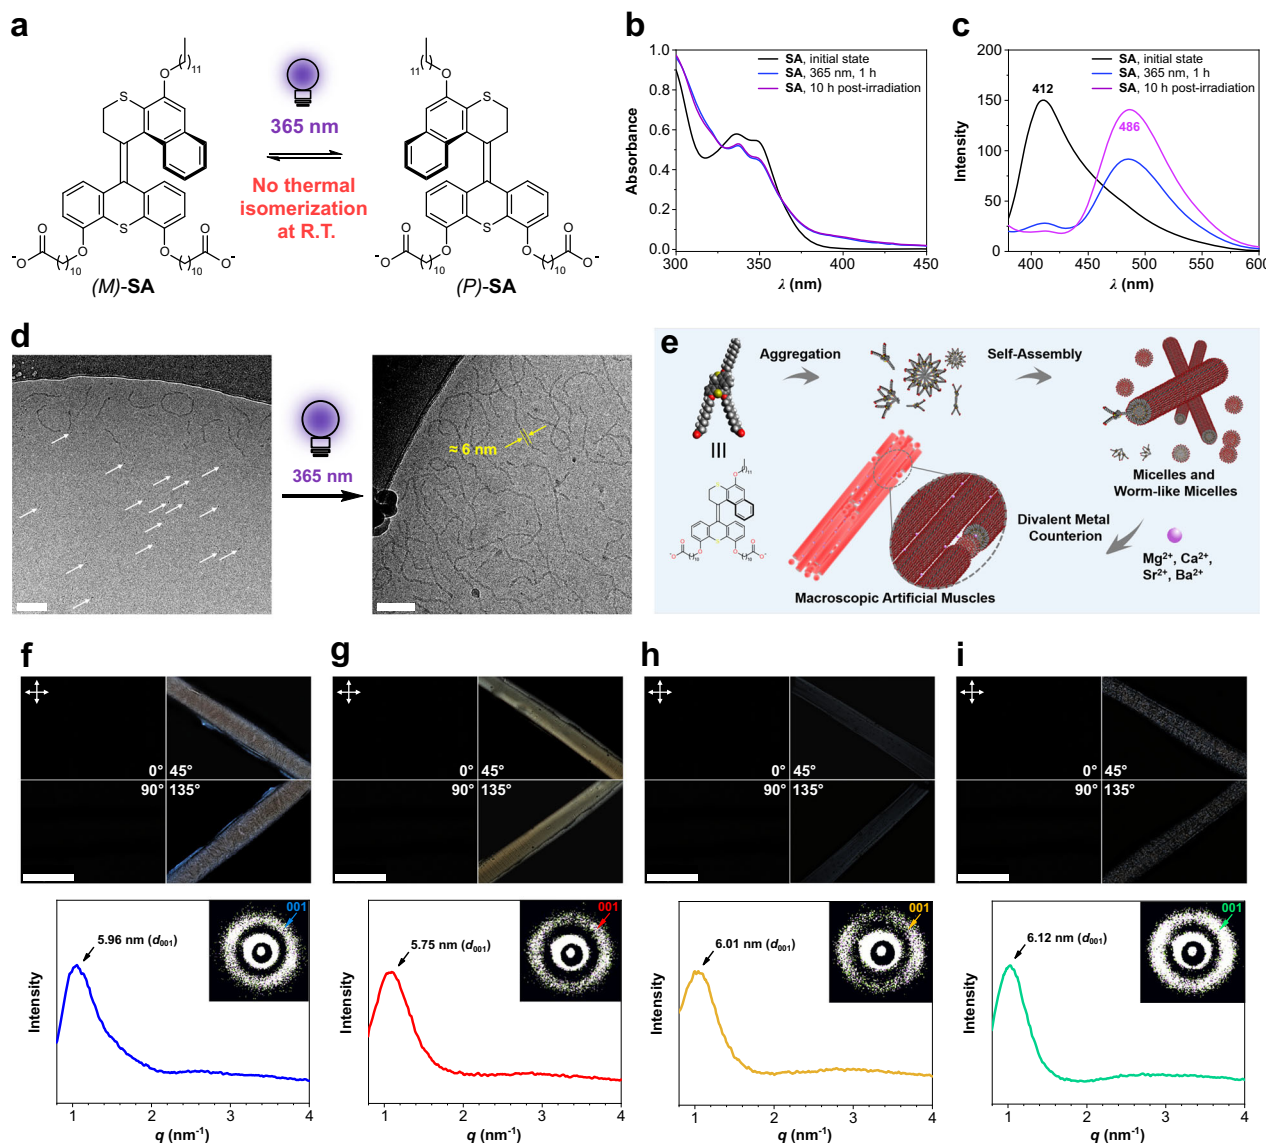 a
11
O
S
S
O
O
O-
10
O
O
O-
10
(M)-SA
365 nm
No thermal
isomerization
at R.T.
11
O
S
S
O
O
O-
10
O
O
O-
10
(P)-SA
b
SA, initial state
SA, 365 nm, 1 h
SA, 10 h post-irradiation
Absorbance
1.0
0.8
0.6
0.4
0.2
0.0
300
350
400
450
λ (nm)
c
SA, initial state
SA, 365 nm, 1 h
SA, 10 h post-irradiation
412
486
Intensity
200
150
100
50
0
400
450
500
550
600
λ (nm)
d
365 nm
≈ 6 nm
e
Aggregation
Self-Assembly
Micelles and
Worm-like Micelles
Divalent Metal
Counterion
Mg²⁺, Ca²⁺,
Sr²⁺, Ba²⁺
Macroscopic Artificial Muscles
f
0° 45°
90° 135°
g
0° 45°
90° 135°
h
0° 45°
90° 135°
i
0° 45°
90° 135°
001
5.96 nm (d₀₀₁)
Intensity
1 2 3 4
q (nm⁻¹)
001
5.75 nm (d₀₀₁)
Intensity
1 2 3 4
q (nm⁻¹)
001
6.01 nm (d₀₀₁)
Intensity
1 2 3 4
q (nm⁻¹)
001
6.12 nm (d₀₀₁)
Intensity
1 2 3 4
q (nm⁻¹)